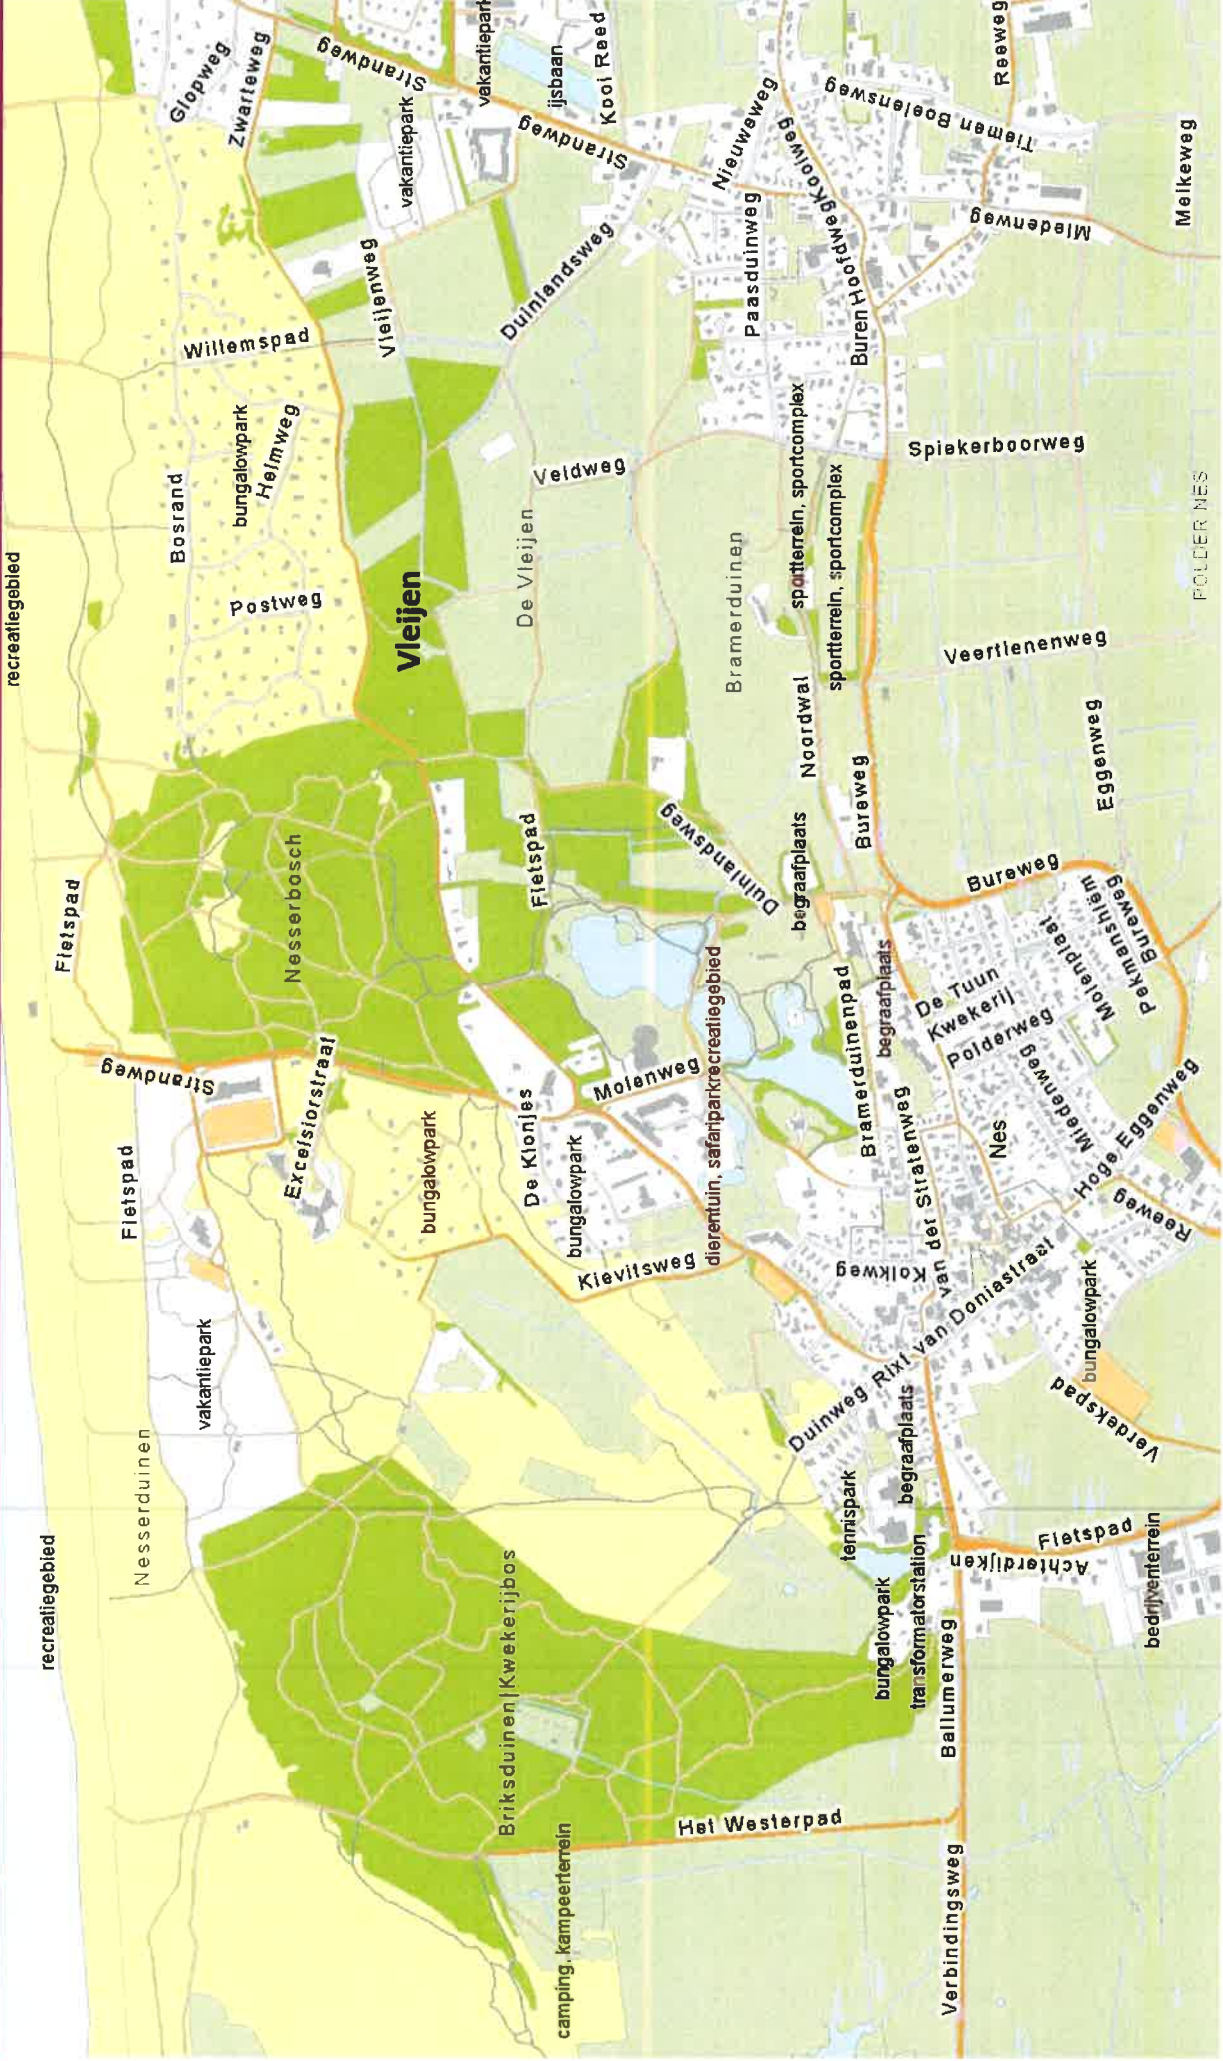 recreatiegebied
recreatiegebied
Nesserduinen
Fietspad
Fietspad
vakantiepark
Strandweg
Excelsiorstraat
Nesserbosch
Bosrand
Postweg
bungalowpark
Helmweg
Willemspad
Glopweg
Zwarteweg
Strandweg
vakantiepark
vakantiepark
ijsbaan
Kooi Reed
Strandweg
Vleijenweg
Vleijen
Duinlandsweg
De Vleijen
Veldweg
Fietspad
bungalowpark
De Klonjes
bungalowpark
Kievitsweg
Molenweg
dierentuin, safariparkrecreatiegebied
Briksduinen|Kwekerijbos
camping, kampeerterrein
Het Westerpad
Duinlandsweg
Bramerduinen
Paasduinweg
Nieuweweg
Kooiweg
Buren Hoofdweg
Tiemen Boelensweg
Reeweg
Miedenweg
Meikeweg
sportterrein, sportcomplex
sportterrein, sportcomplex
Noordwal
begraafplaats
Bureweg
Spiekerboorweg
Veertienenweg
Eggenweg
POLDER NES
Bureweg
Bureweg
Pekmanshiem
Molenplaat
De Tuun
Kwekerij
Polderweg
Miedenweg
begraafplaats
Bramerduinenpad
van der Stratenweg
Nes
Hoge Eggenweg
Reeweg
Kolkweg
Rixt van Doniastraat
Duinweg
bungalowpark
Verdekspad
begraafplaats
tennispark
transformatorstation
bungalowpark
Achterdijken
Fietspad
bedrijventerrein
Ballumerweg
Verbindingsweg